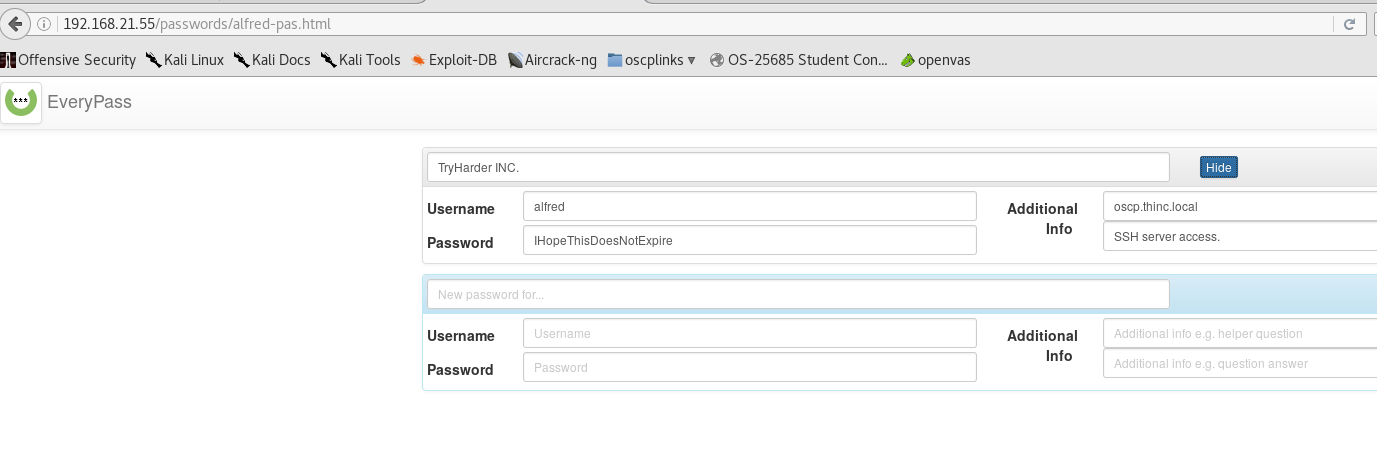 192.168.21.55/passwords/alfred-pas.html
Offensive Security Kali Linux Kali Docs Kali Tools Exploit-DB Aircrack-ng oscplinks OS-25685 Student Con... openvas
EveryPass
TryHarder INC. Hide
Username alfred Additional Info oscp.thinc.local
Password IHopeThisDoesNotExpire SSH server access.
New password for...
Username Username Additional Info Additional info e.g. helper question
Password Password Additional info e.g. question answer